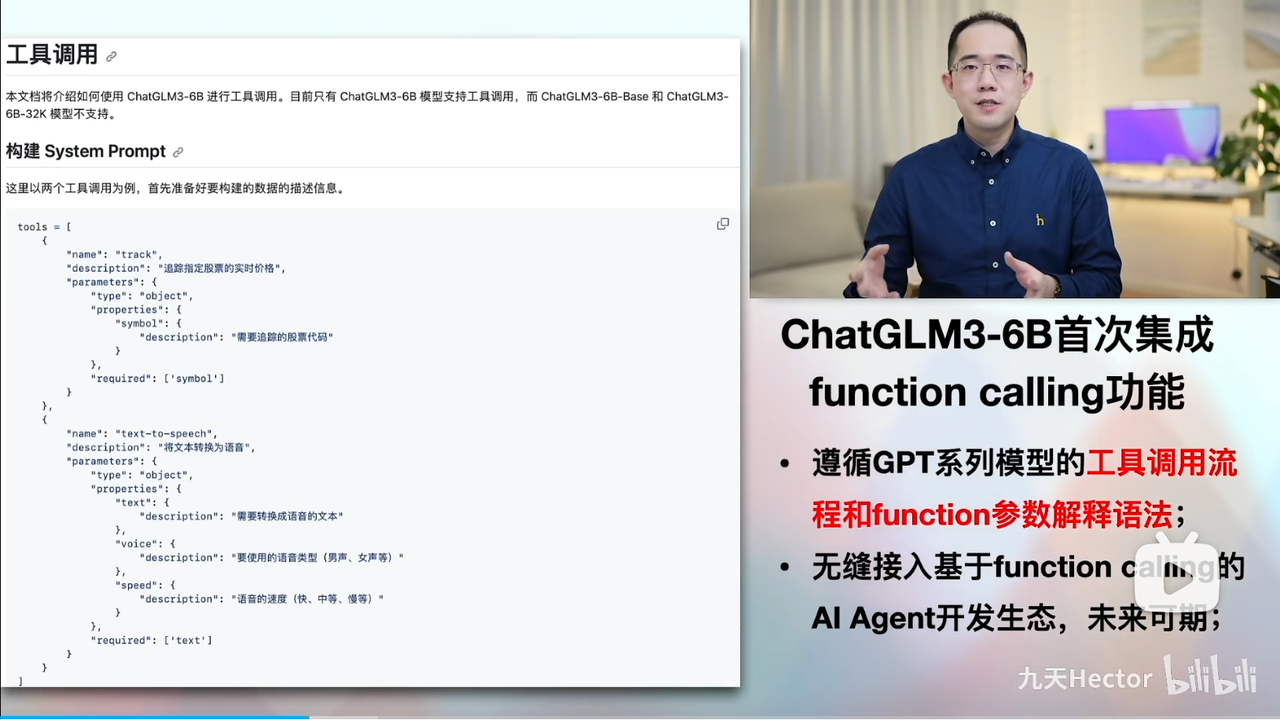 工具调用
本文档将介绍如何使用 ChatGLM3-6B 进行工具调用。目前只有 ChatGLM3-6B 模型支持工具调用，而 ChatGLM3-6B-Base 和 ChatGLM3-
6B-32K 模型不支持。
构建 System Prompt
这里以两个工具调用为例，首先准备好要构建的数据的描述信息。
tools = [
    {
        "name": "track",
        "description": "追踪指定股票的实时价格",
        "parameters": {
            "type": "object",
            "properties": {
                "symbol": {
                    "description": "需要追踪的股票代码"
                }
            },
            "required": ['symbol']
        }
    },
    {
        "name": "text-to-speech",
        "description": "将文本转换为语音",
        "parameters": {
            "type": "object",
            "properties": {
                "text": {
                    "description": "需要转换成语音的文本"
                },
                "voice": {
                    "description": "要使用的语音类型（男声、女声等）"
                },
                "speed": {
                    "description": "语音的速度（快、中等、慢等）"
                }
            },
            "required": ['text']
        }
    }
]
h
ChatGLM3-6B首次集成
function calling功能
• 遵循GPT系列模型的工具调用流
程和function参数解释语法；
• 无缝接入基于function calling的
AI Agent开发生态，未来可期；
九天Hector bilibili